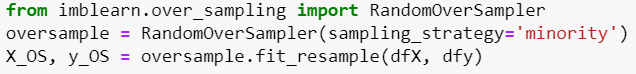 from imblearn.over_sampling import RandomOverSampler
oversample = RandomOverSampler(sampling_strategy='minority')
X_OS, y_OS = oversample.fit_resample(dfX, dfy)